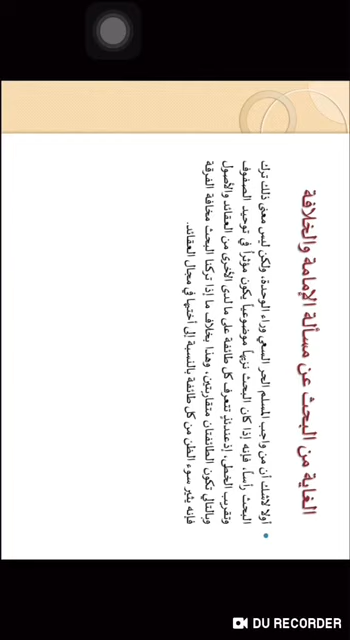 الغاية من البحث عن مسألة الإمامة والخلافة
• أولا لاشك أن من واجب المسلم الحر السعي وراء الوحدة، ولكن ليس معنى ذلك ترك
البحث رأساً، فإنه إذا كان البحث نزيهاً موضوعياً يكون مؤثراً في توحيد الصفوف
وتقريب الخطى، إذ عندئذٍ تتعرف كل طائفة على ما لدى الأخرى من العقائد والأصول
وبالتالي تكون الطائفتان متقاربتين، وهذا بخلاف ما إذا تركنا البحث مخافة الفرقة
فإنه يثير سوء الظن من كل طائفة بالنسبة إلى أختها في مجال العقائد.
DU RECORDER